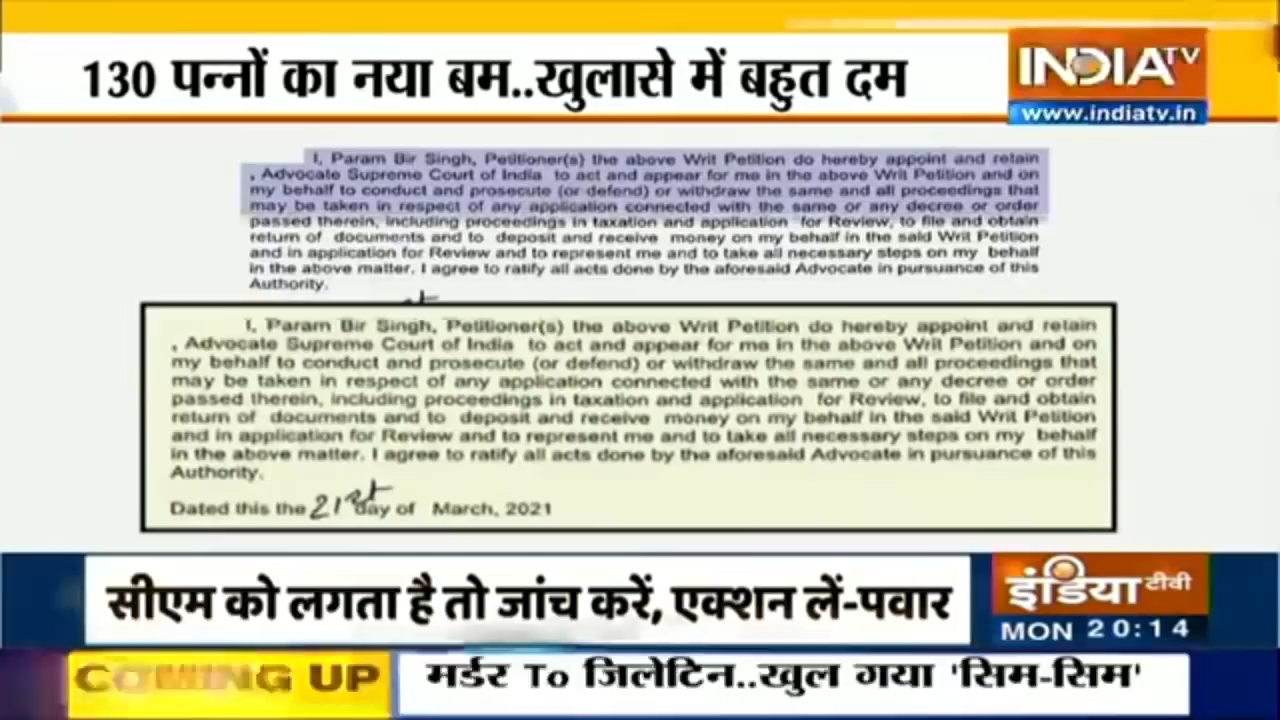 130 पन्नों का नया बम..खुलासे में बहुत दम
INDIA TV
www.indiatv.in
I, Param Bir Singh, Petitioner(s) the above Writ Petition do hereby appoint and retain
, Advocate Supreme Court of India to act and appear for me in the above Writ Petition and on
my behalf to conduct and prosecute (or defend) or withdraw the same and all proceedings that
may be taken in respect of any application connected with the same or any decree or order
passed therein, including proceedings in taxation and application for Review, to file and obtain
return of documents and to deposit and receive money on my behalf in the said Writ Petition
and in application for Review and to represent me and to take all necessary steps on my behalf
in the above matter. I agree to ratify all acts done by the aforesaid Advocate in pursuance of this
Authority.
I, Param Bir Singh, Petitioner(s) the above Writ Petition do hereby appoint and retain
, Advocate Supreme Court of India to act and appear for me in the above Writ Petition and on
my behalf to conduct and prosecute (or defend) or withdraw the same and all proceedings that
may be taken in respect of any application connected with the same or any decree or order
passed therein, including proceedings in taxation and application for Review, to file and obtain
return of documents and to deposit and receive money on my behalf in the said Writ Petition
and in application for Review and to represent me and to take all necessary steps on my behalf
in the above matter. I agree to ratify all acts done by the aforesaid Advocate in pursuance of this
Authority.
Dated this the 21st day of March, 2021
सीएम को लगता है तो जांच करें, एक्शन लें-पवार
इंडिया टीवी
MON 20:14
COMING UP
मर्डर To जिलेटिन..खुल गया 'सिम-सिम'